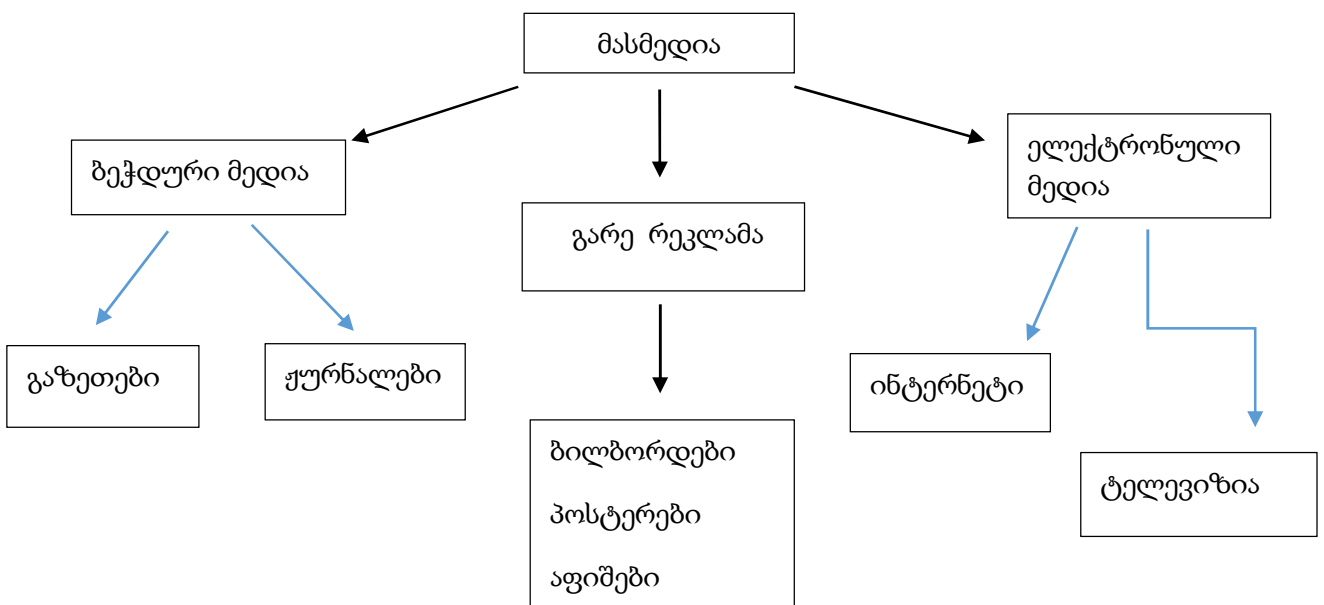 მასმედია
ბეჭდური მედია
გარე რეკლამა
ელექტრონული
მედია
გაზეთები
ჟურნალები
ბილბორდები
პოსტერები
აფიშები
ინტერნეტი
ტელევიზია